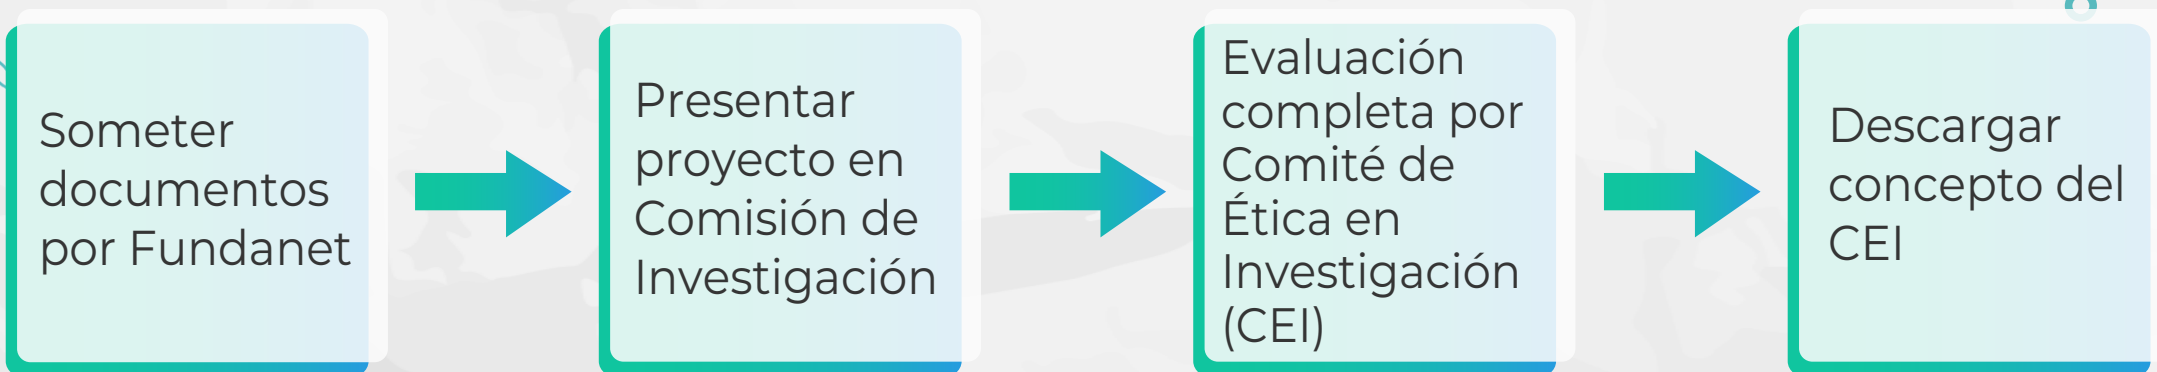 Someter
documentos
por Fundanet
Presentar
proyecto en
Comisión de
Investigación
Evaluación
completa por
Comité de
Ética en
Investigación
(CEI)
Descargar
concepto del
CEI